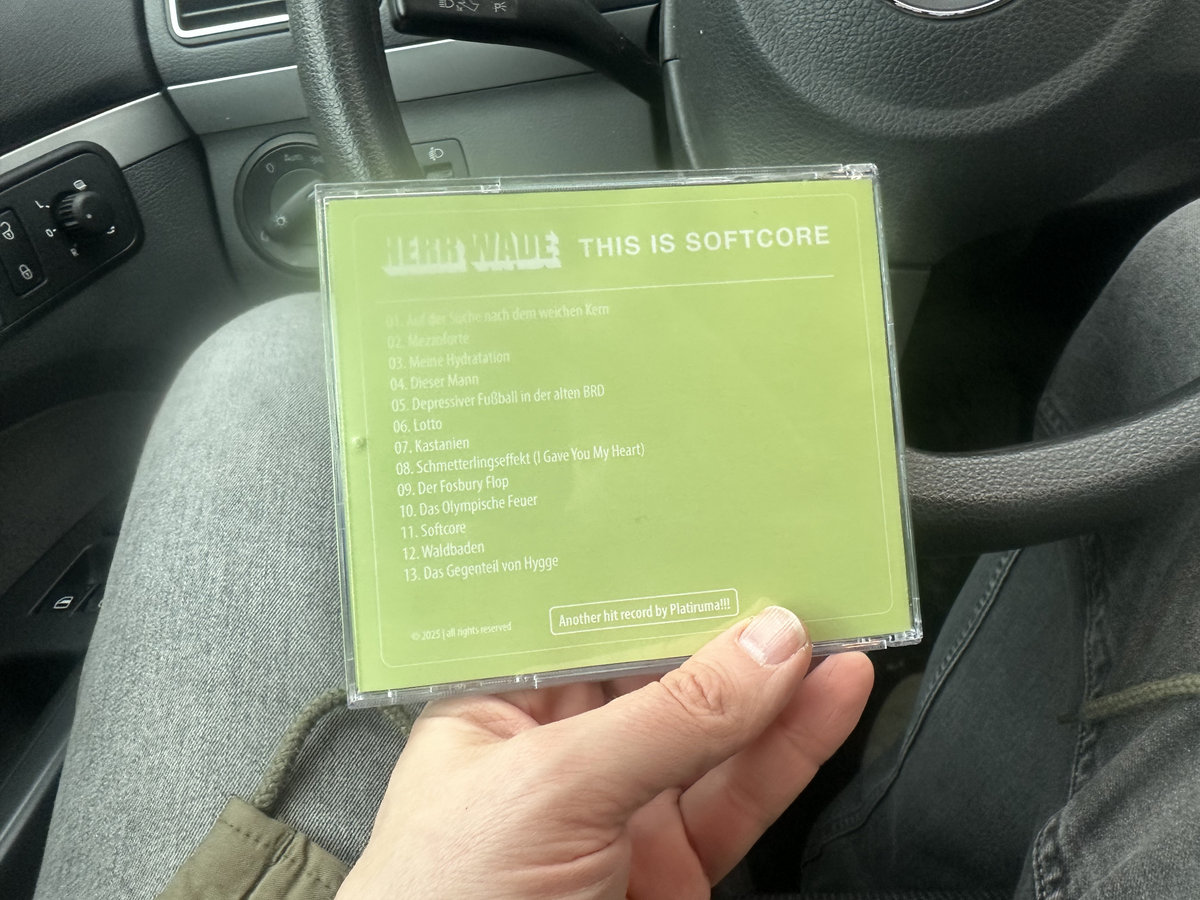 HERR WADE THIS IS SOFTCORE
01. Auf der Suche nach dem weichen Kern
02. Mezzoforte
03. Meine Hydratation
04. Dieser Mann
05. Depressiver Fußball in der alten BRD
06. Lotto
07. Kastanien
08. Schmetterlingseffekt (I Gave You My Heart)
09. Der Fosbury Flop
10. Das Olympische Feuer
11. Softcore
12. Waldbaden
13. Das Gegenteil von Hygge
Another hit record by Platiruma!!!
© 2025 | all rights reserved
0 Auto
L
0
R